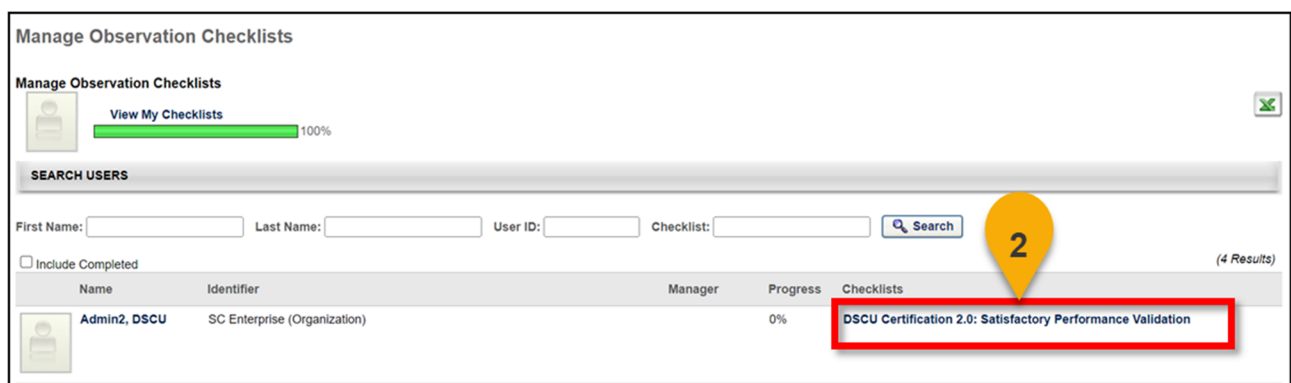 Manage Observation Checklists
Manage Observation Checklists
View My Checklists
100%
SEARCH USERS
First Name: Last Name: User ID: Checklist: Search
2
Include Completed
(4 Results)
Name Identifier Manager Progress Checklists
Admin2, DSCU SC Enterprise (Organization) 0% DSCU Certification 2.0: Satisfactory Performance Validation